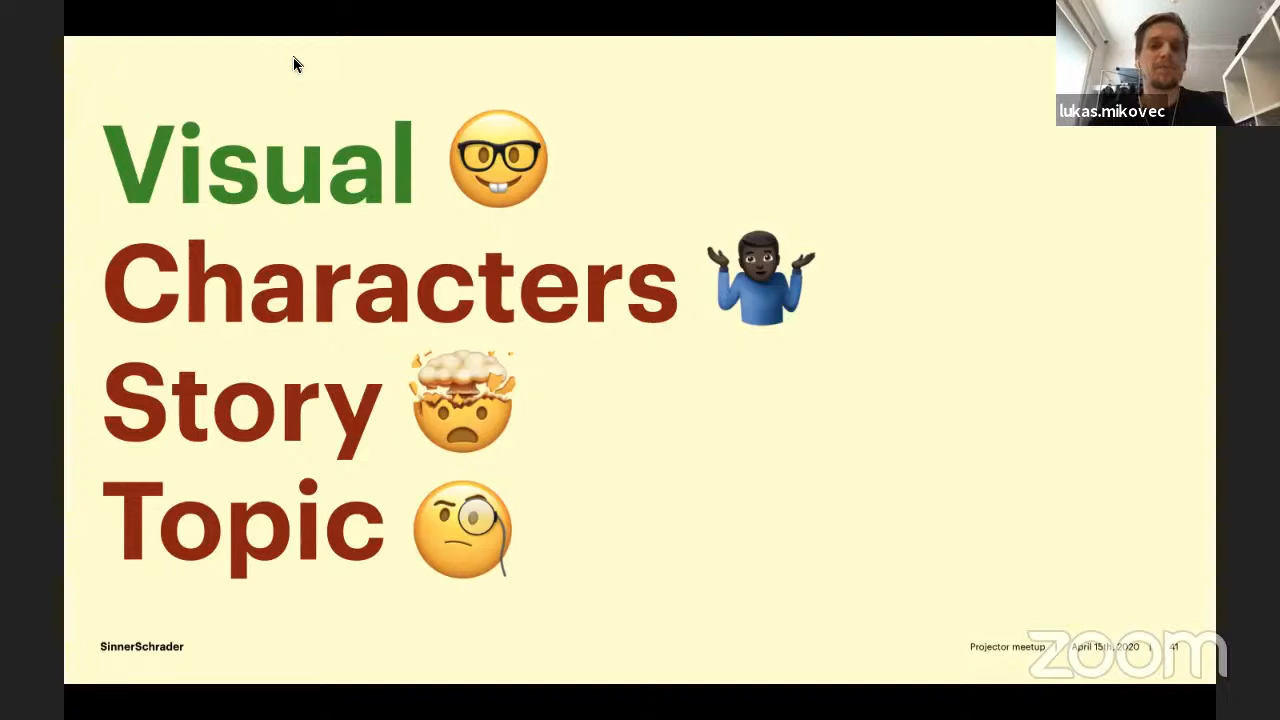 lukas.mikovec
Visual
Characters
Story
Topic
SinnerSchrader
Projector meetup
April 15th, 2020
41
zoom